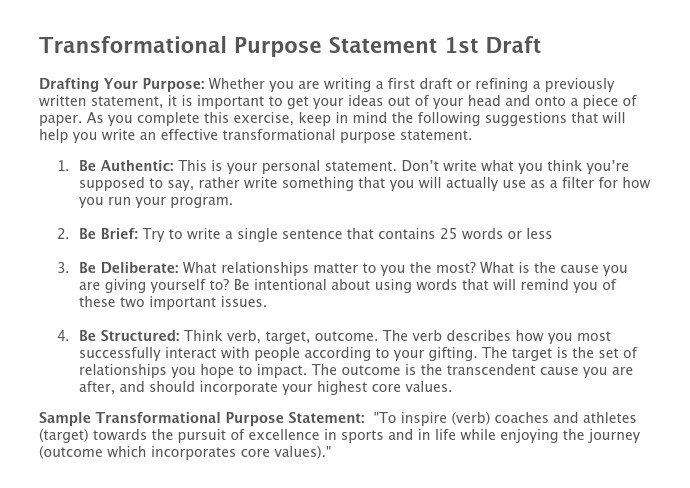 Transformational Purpose Statement 1st Draft
Drafting Your Purpose: Whether you are writing a first draft or refining a previously
written statement, it is important to get your ideas out of your head and onto a piece of
paper. As you complete this exercise, keep in mind the following suggestions that will
help you write an effective transformational purpose statement.
1. Be Authentic: This is your personal statement. Don’t write what you think you’re
supposed to say, rather write something that you will actually use as a filter for how
you run your program.
2. Be Brief: Try to write a single sentence that contains 25 words or less
3. Be Deliberate: What relationships matter to you the most? What is the cause you
are giving yourself to? Be intentional about using words that will remind you of
these two important issues.
4. Be Structured: Think verb, target, outcome. The verb describes how you most
successfully interact with people according to your gifting. The target is the set of
relationships you hope to impact. The outcome is the transcendent cause you are
after, and should incorporate your highest core values.
Sample Transformational Purpose Statement: "To inspire (verb) coaches and athletes
(target) towards the pursuit of excellence in sports and in life while enjoying the journey
(outcome which incorporates core values)."